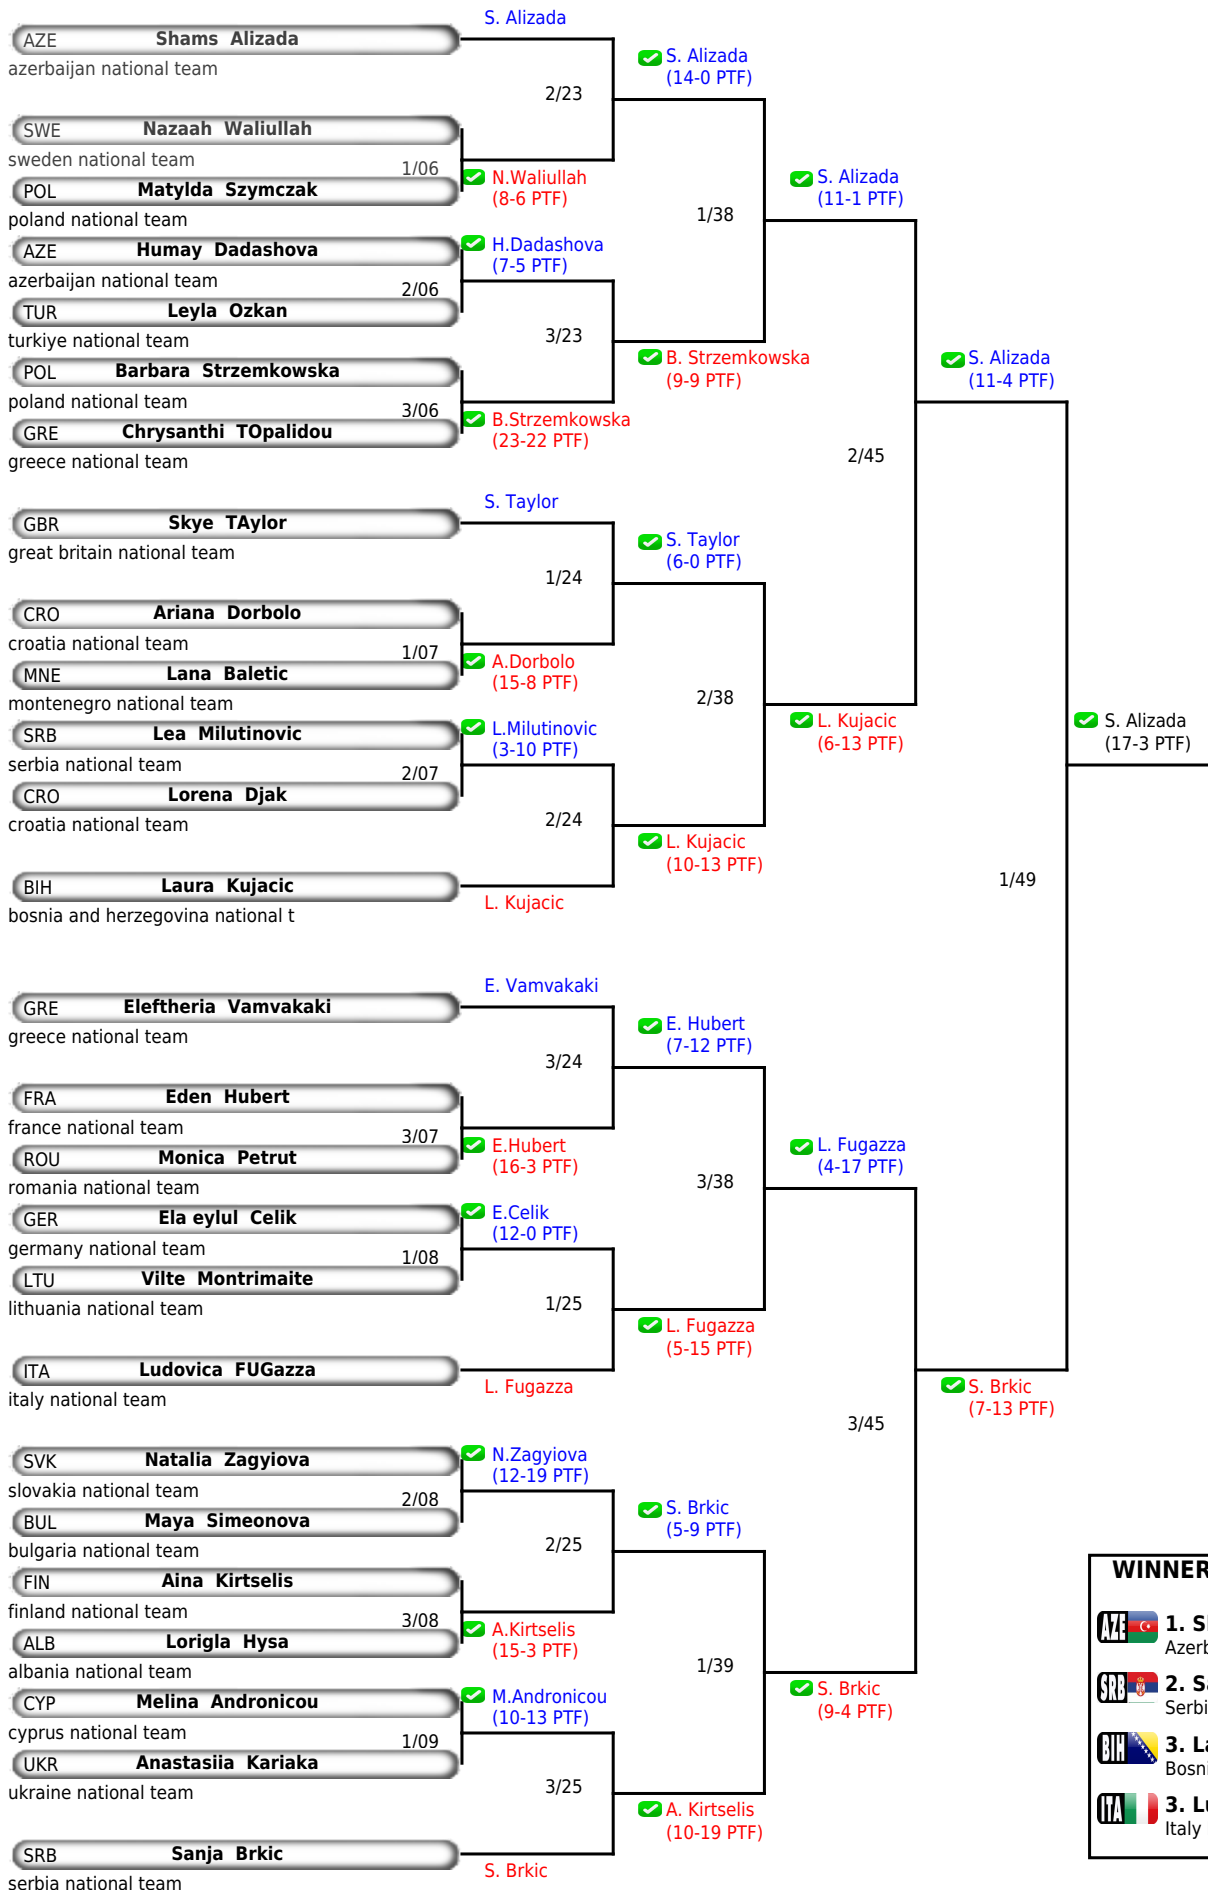 S. Alizada
AZE Shams Alizada
azerbaijan national team
S. Alizada
(14-0 PTF)
2/23
SWE Nazaah Waliullah
sweden national team
1/06
N.Waliullah
(8-6 PTF)
POL Matylda Szymczak
poland national team
S. Alizada
(11-1 PTF)
1/38
AZE Humay Dadashova
azerbaijan national team
H.Dadashova
(7-5 PTF)
2/06
TUR Leyla Ozkan
turkiye national team
3/23
B. Strzemkowska
(9-9 PTF)
S. Alizada
(11-4 PTF)
POL Barbara Strzemkowska
poland national team
3/06
B.Strzemkowska
(23-22 PTF)
GRE Chrysanthi TOpalidou
greece national team
2/45
S. Taylor
GBR Skye TAylor
great britain national team
S. Taylor
(6-0 PTF)
1/24
CRO Ariana Dorbolo
croatia national team
1/07
A.Dorbolo
(15-8 PTF)
MNE Lana Baletic
montenegro national team
2/38
L. Kujacic
(6-13 PTF)
S. Alizada
(17-3 PTF)
SRB Lea Milutinovic
serbia national team
L.Milutinovic
(3-10 PTF)
2/07
CRO Lorena Djak
croatia national team
2/24
L. Kujacic
(10-13 PTF)
BIH Laura Kujacic
bosnia and herzegovina national t
L. Kujacic
1/49
E. Vamvakaki
GRE Eleftheria Vamvakaki
greece national team
E. Hubert
(7-12 PTF)
3/24
FRA Eden Hubert
france national team
3/07
E.Hubert
(16-3 PTF)
ROU Monica Petrut
romania national team
L. Fugazza
(4-17 PTF)
3/38
GER Ela eylul Celik
germany national team
E.Celik
(12-0 PTF)
1/08
LTU Vilte Montrimaite
lithuania national team
1/25
L. Fugazza
(5-15 PTF)
ITA Ludovica FUGazza
italy national team
L. Fugazza
S. Brkic
(7-13 PTF)
3/45
SVK Natalia Zagyiova
slovakia national team
N.Zagyiova
(12-19 PTF)
2/08
BUL Maya Simeonova
bulgaria national team
S. Brkic
(5-9 PTF)
2/25
FIN Aina Kirtselis
finland national team
3/08
A.Kirtselis
(15-3 PTF)
ALB Lorigla Hysa
albania national team
1/39
S. Brkic
(9-4 PTF)
CYP Melina Andronicou
cyprus national team
M.Andronicou
(10-13 PTF)
1/09
UKR Anastasiia Kariaka
ukraine national team
3/25
A. Kirtselis
(10-19 PTF)
SRB Sanja Brkic
serbia national team
S. Brkic
WINNER
AZE 1. S
Azerb
SRB 2. Sa
Serbi
BIH 3. La
Bosni
ITA 3. Lu
Italy